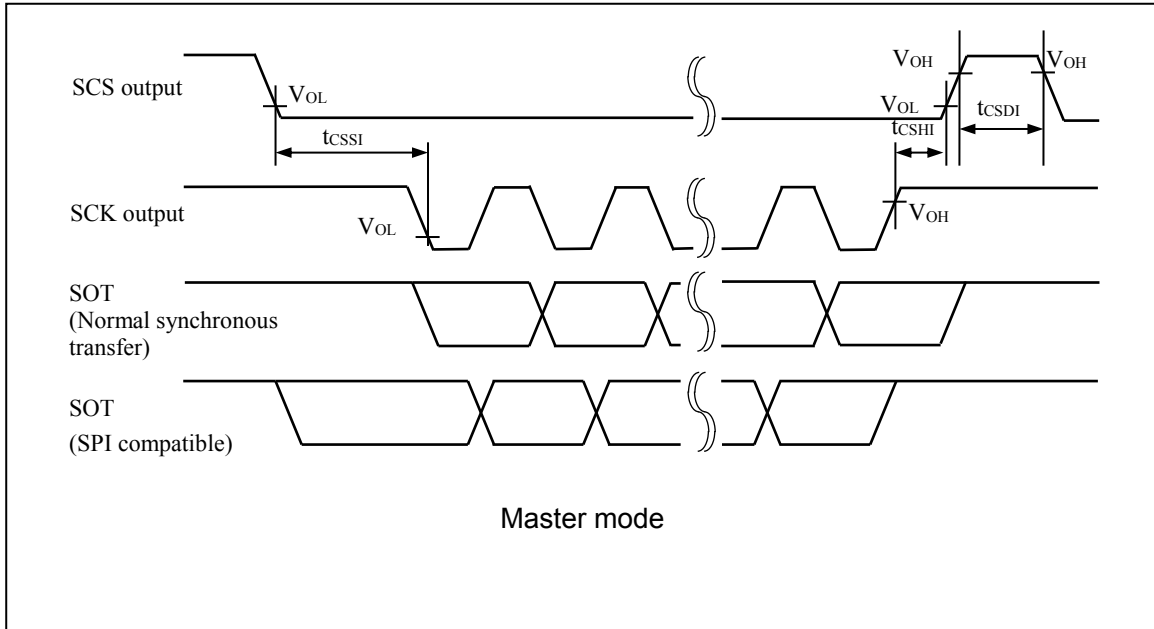 SCS output
VOL
VOH
VOH
VOL
tCSSI
tCSHI
tCSDI
SCK output
VOL
VOH
SOT
(Normal synchronous
transfer)
SOT
(SPI compatible)
Master mode